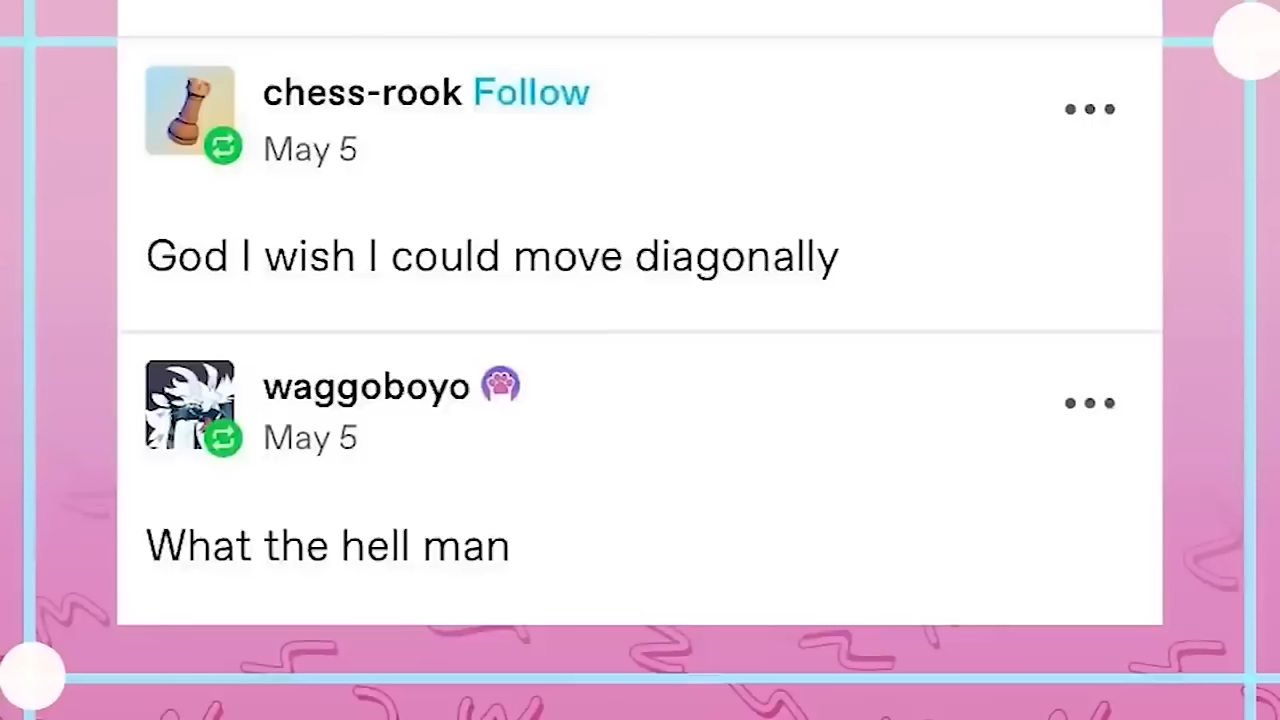 chess-rook Follow
May 5
God I wish I could move diagonally
waggoboyo
May 5
What the hell man